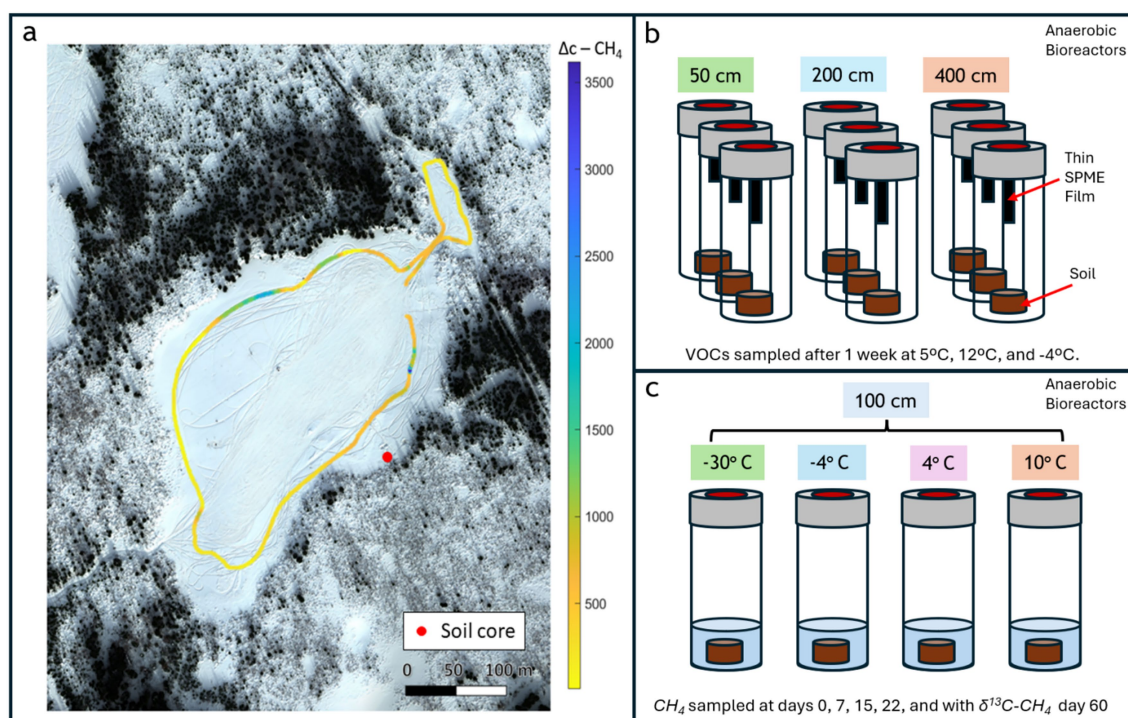 a
Δc – CH₄
3500
3000
2500
2000
1500
1000
500
Soil core
0 50 100 m
b
Anaerobic
Bioreactors
50 cm
200 cm
400 cm
Thin
SPME
Film
Soil
VOCs sampled after 1 week at 5ºC, 12ºC, and -4ºC.
c
Anaerobic
Bioreactors
100 cm
-30º C
-4º C
4º C
10º C
CH₄ sampled at days 0, 7, 15, 22, and with δ¹³C-CH₄ day 60